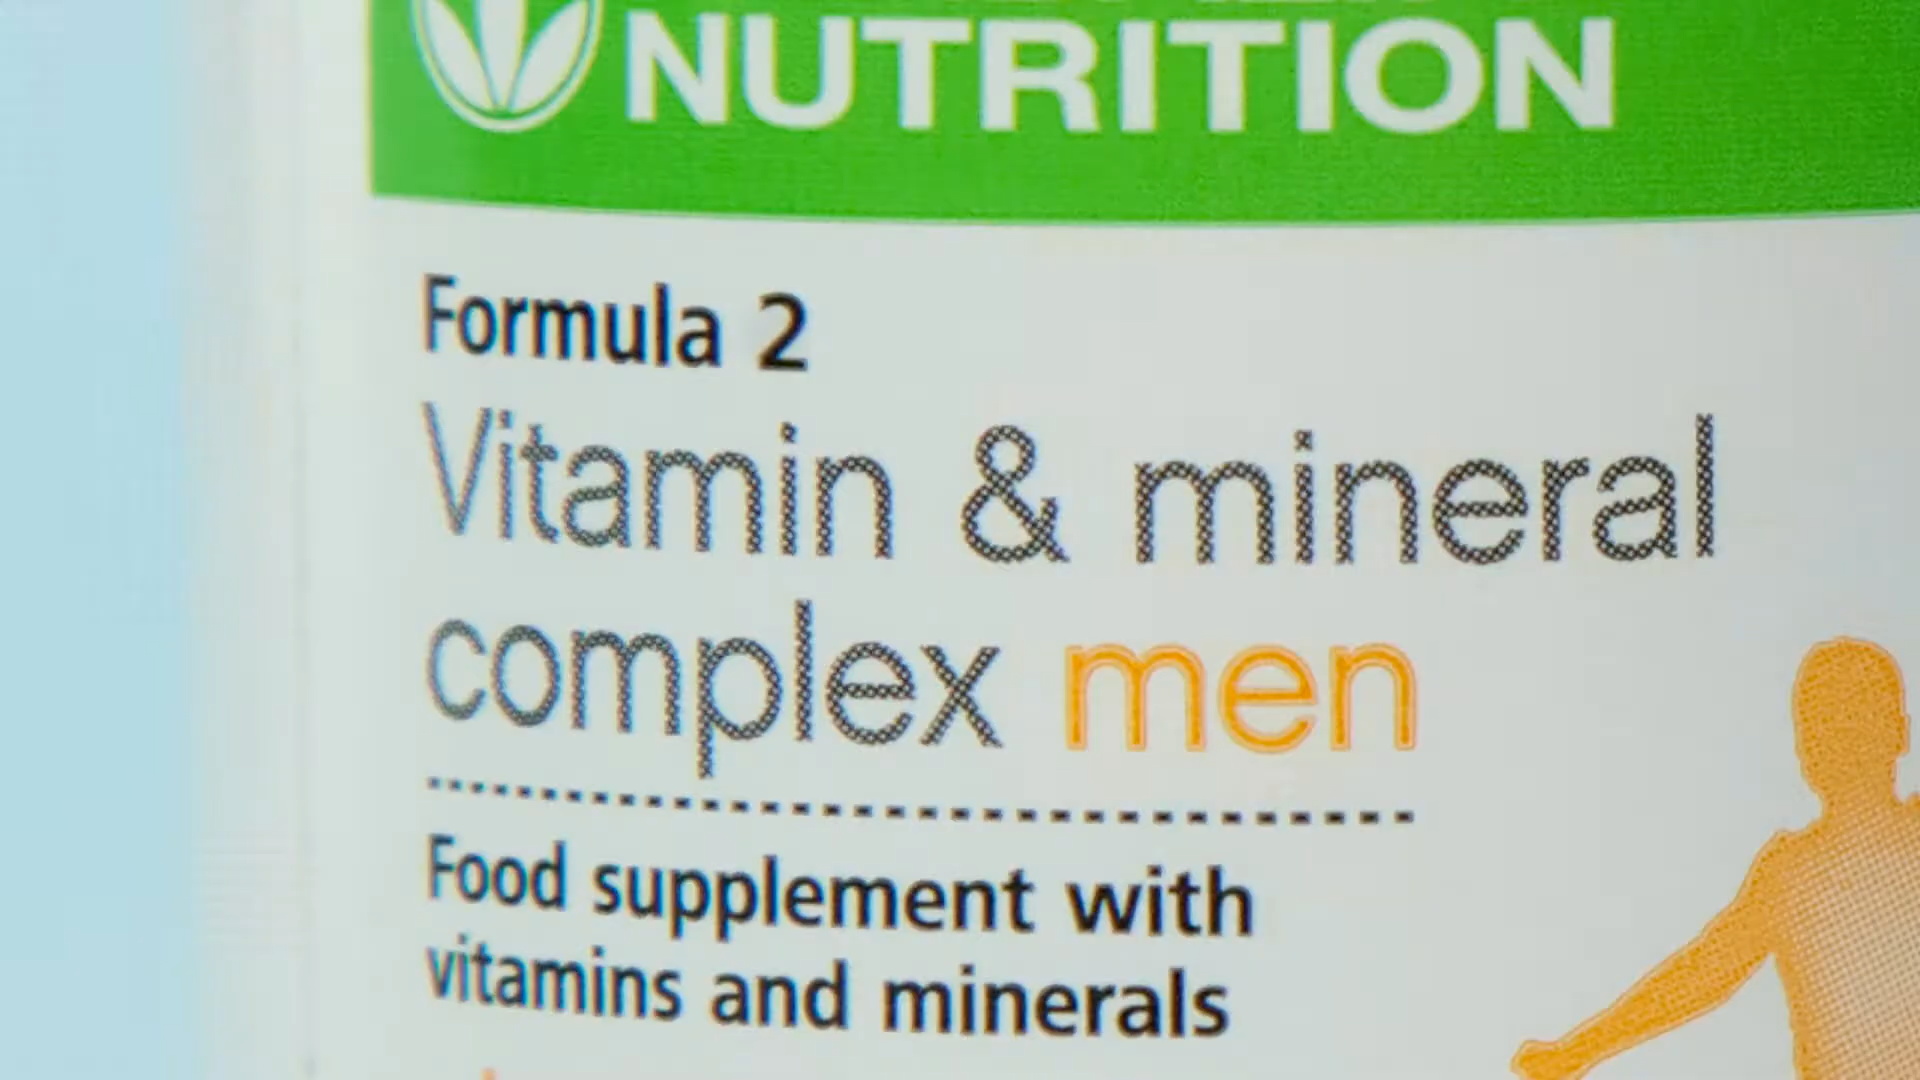 NUTRITION
Formula 2
Vitamin & mineral
complex men
Food supplement with
vitamins and minerals